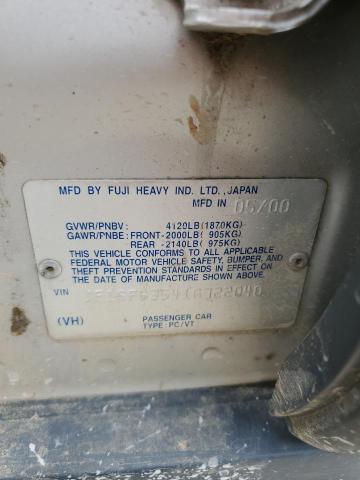 MFD BY FUJI HEAVY IND. LTD., JAPAN
MFD IN 05/00
GVWR/PNBV : 4120LB(1870KG)
GAWR/PNBE: FRONT-2000LB( 905KG)
REAR -2140LB( 975KG)
THIS VEHICLE CONFORMS TO ALL APPLICABLE
FEDERAL MOTOR VEHICLE SAFETY, BUMPER, AND
THEFT PREVENTION STANDARDS IN EFFECT ON
THE DATE OF MANUFACTURE SHOWN ABOVE.
VIN
(VH) PASSENGER CAR
TYPE: PC/VT